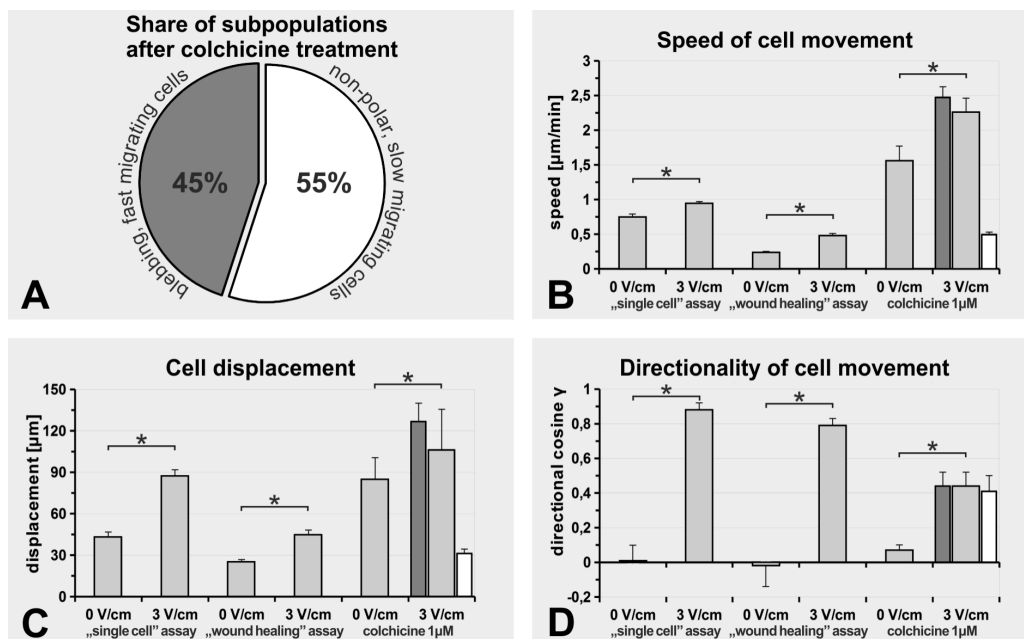 Share of subpopulations
after colchicine treatment
blebbing, fast migrating cells
45%
55%
non-polar, slow migrating cells
A
Speed of cell movement
speed [µm/min]
3
2,5
2
1,5
1
0,5
0
*
*
*
0 V/cm 3 V/cm 0 V/cm 3 V/cm 0 V/cm 3 V/cm
„single cell” assay „wound healing” assay colchicine 1µM
B
Cell displacement
displacement [µm]
150
120
90
60
30
0
*
*
*
0 V/cm 3 V/cm 0 V/cm 3 V/cm 0 V/cm 3 V/cm
„single cell” assay „wound healing” assay colchicine 1µM
C
Directionality of cell movement
directional cosine γ
1
0,8
0,6
0,4
0,2
0
-0,2
*
*
*
0 V/cm 3 V/cm 0 V/cm 3 V/cm 0 V/cm 3 V/cm
„single cell” assay „wound healing” assay colchicine 1µM
D